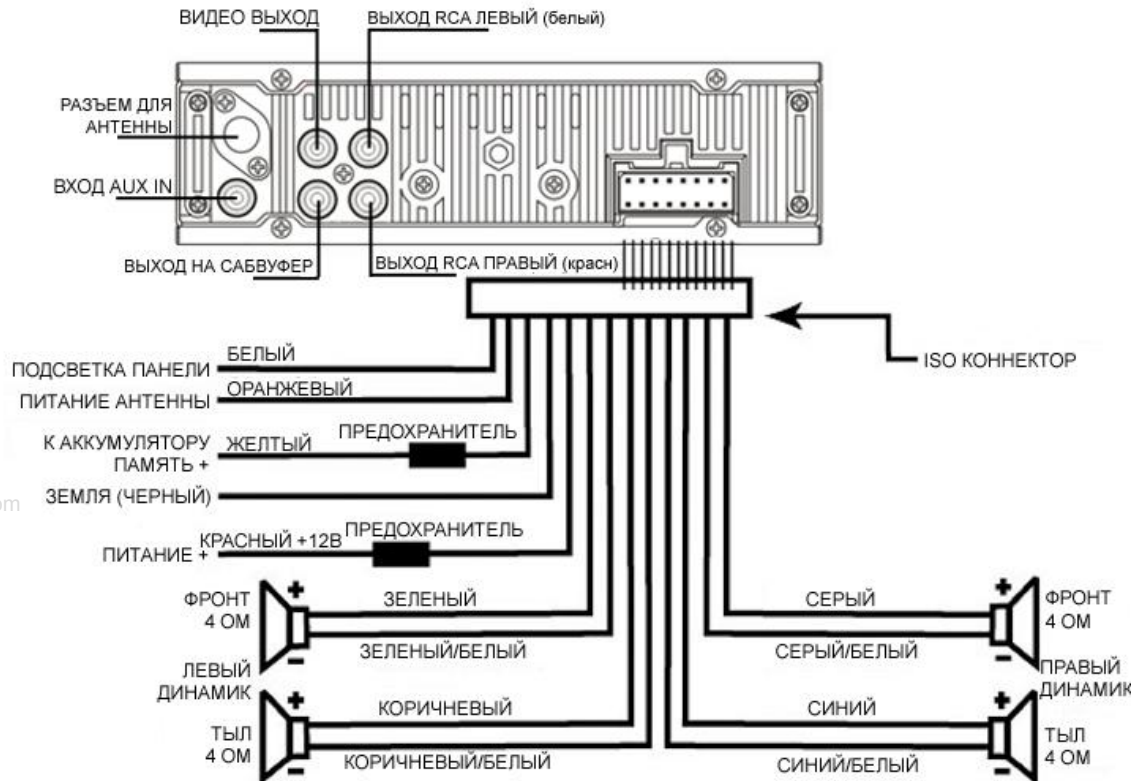 ВИДЕО ВЫХОД
ВЫХОД RCA ЛЕВЫЙ (белый)
РАЗЪЕМ ДЛЯ
АНТЕННЫ
ВХОД AUX IN
ВЫХОД НА САБВУФЕР
ВЫХОД RCA ПРАВЫЙ (красн)
ISO КОННЕКТОР
ПОДСВЕТКА ПАНЕЛИ
БЕЛЫЙ
ПИТАНИЕ АНТЕННЫ
ОРАНЖЕВЫЙ
К АККУМУЛЯТОРУ
ПАМЯТЬ +
ЖЕЛТЫЙ
ПРЕДОХРАНИТЕЛЬ
ЗЕМЛЯ (ЧЕРНЫЙ)
ПИТАНИЕ +
КРАСНЫЙ +12В
ПРЕДОХРАНИТЕЛЬ
ФРОНТ
4 ОМ
+
−
ЗЕЛЕНЫЙ
ЗЕЛЕНЫЙ/БЕЛЫЙ
СЕРЫЙ
СЕРЫЙ/БЕЛЫЙ
+
−
ФРОНТ
4 ОМ
ЛЕВЫЙ
ДИНАМИК
ПРАВЫЙ
ДИНАМИК
ТЫЛ
4 ОМ
+
−
КОРИЧНЕВЫЙ
КОРИЧНЕВЫЙ/БЕЛЫЙ
СИНИЙ
СИНИЙ/БЕЛЫЙ
+
−
ТЫЛ
4 ОМ